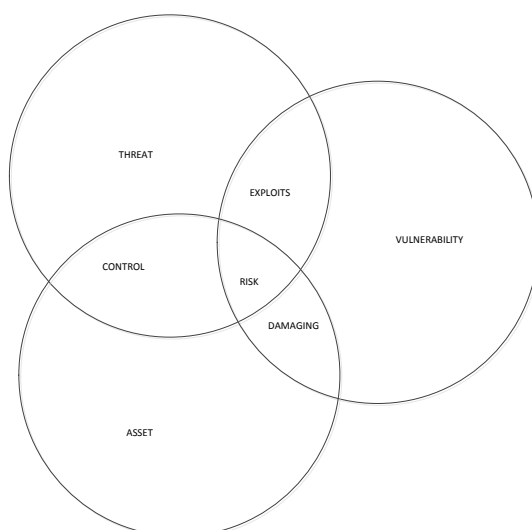 THREAT
EXPLOITS
VULNERABILITY
CONTROL
RISK
DAMAGING
ASSET